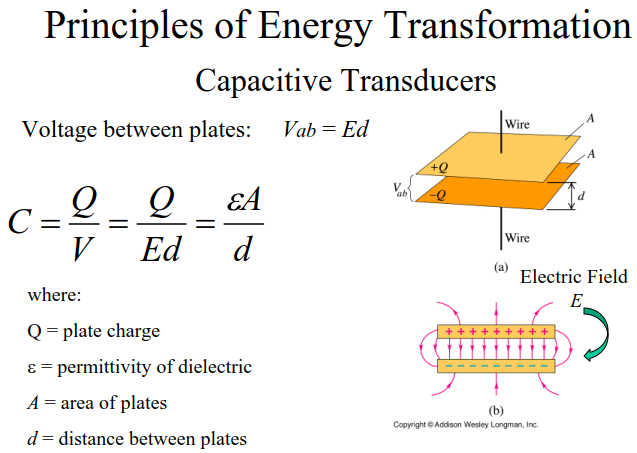 Principles of Energy Transformation
Capacitive Transducers
Voltage between plates: Vab = Ed
C = Q/V = Q/Ed = εA/d
where:
Q = plate charge
ε = permittivity of dielectric
A = area of plates
d = distance between plates
Wire
A
A
+Q
Vab
-Q
d
Wire
(a)
Electric Field
E
+ + + + + + + + + +
− − − − − − − − − −
(b)
Copyright © Addison Wesley Longman, Inc.